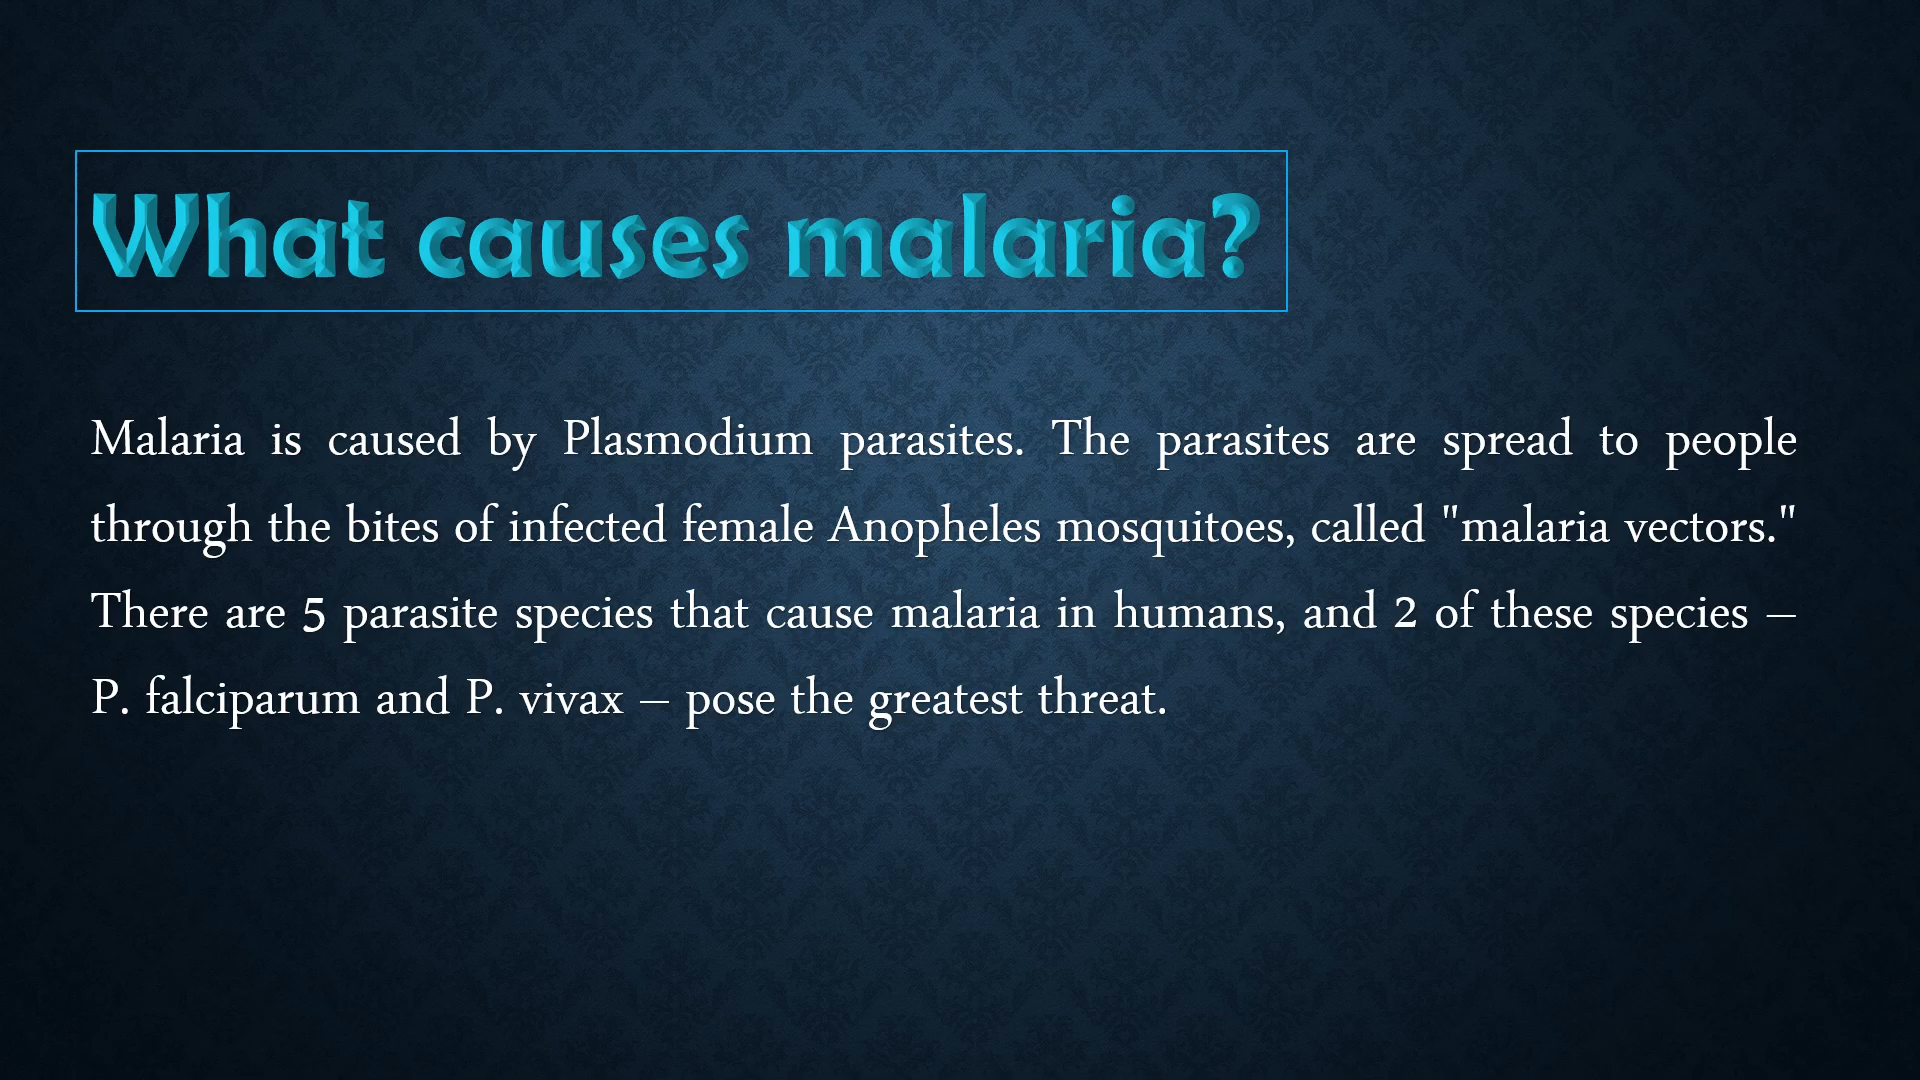 What causes malaria?
Malaria is caused by Plasmodium parasites. The parasites are spread to people
through the bites of infected female Anopheles mosquitoes, called "malaria vectors."
There are 5 parasite species that cause malaria in humans, and 2 of these species –
P. falciparum and P. vivax – pose the greatest threat.